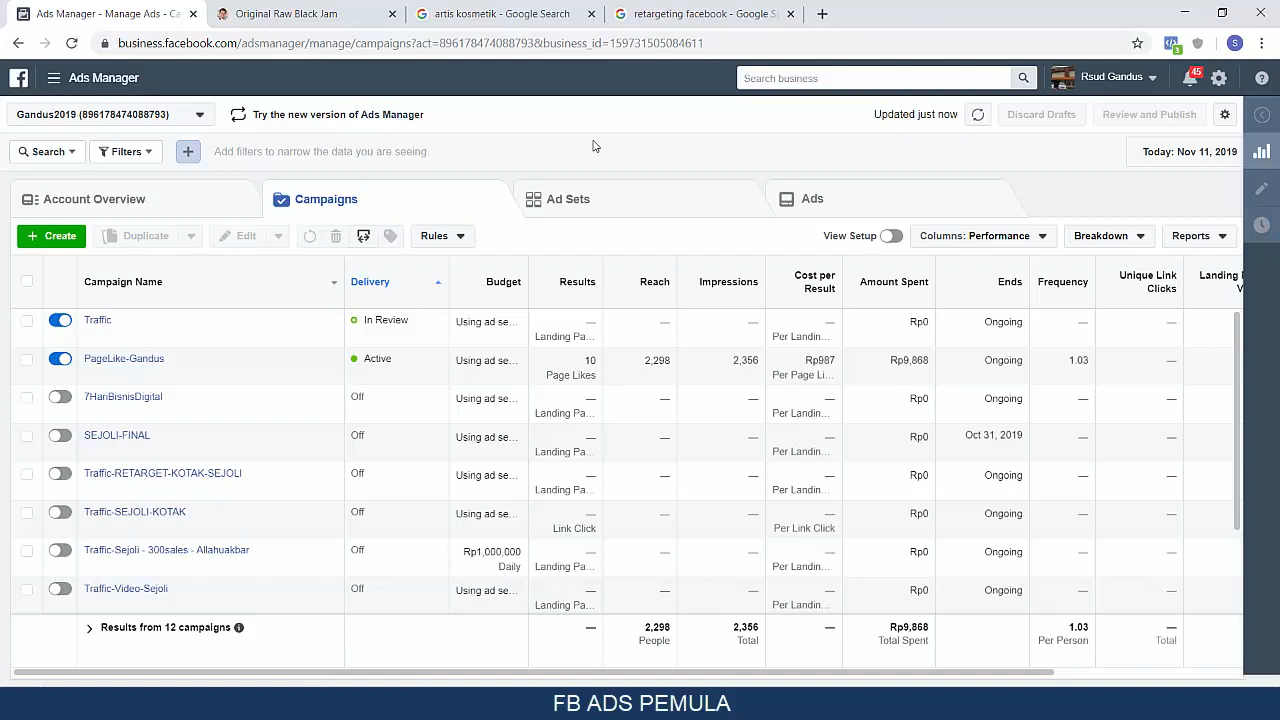 Ads Manager - Manage Ads - Ca
Original Raw Black Jam
artis kosmetik - Google Search
retargeting facebook - Google Se
business.facebook.com/adsmanager/manage/campaigns?act=896178474088793&business_id=159731505084611
S
Ads Manager
Search business
Rsud Gandus
45
Gandus2019 (896178474088793)
Try the new version of Ads Manager
Updated just now
Discard Drafts
Review and Publish
Search
Filters
Add filters to narrow the data you are seeing.
Today: Nov 11, 2019
Account Overview
Campaigns
Ad Sets
Ads
+ Create
Duplicate
Edit
Rules
View Setup
Columns: Performance
Breakdown
Reports
Campaign Name Delivery Budget Results Reach Impressions Cost per Result Amount Spent Ends Frequency Unique Link Clicks Landing
Traffic In Review Using ad se... — — — — Rp0 Ongoing — —
Landing Pa... Per Landin...
PageLike-Gandus Active Using ad se... 10 2,298 2,356 Rp987 Rp9,868 Ongoing 1.03 —
Page Likes Per Page Li...
7HariBisnisDigital Off Using ad se... — — — — Rp0 Ongoing — —
Landing Pa... Per Landin...
SEJOLI-FINAL Off Using ad se... — — — — Rp0 Oct 31, 2019 — —
Landing Pa... Per Landin...
Traffic-RETARGET-KOTAK-SEJOLI Off Using ad se... — — — — Rp0 Ongoing — —
Landing Pa... Per Landin...
Traffic-SEJOLI-KOTAK Off Using ad se... — — — — Rp0 Ongoing — —
Link Click Per Link Click
Traffic-Sejoli - 300sales - Allahuakbar Off Rp1,000,000 — — — — Rp0 Ongoing — —
Daily Landing Pa... Per Landin...
Traffic-Video-Sejoli Off Using ad se... — — — — Rp0 Ongoing — —
Landing Pa... Per Landin...
Results from 12 campaigns — 2,298 2,356 — Rp9,868 1.03 —
People Total Total Spent Per Person Total
FB ADS PEMULA